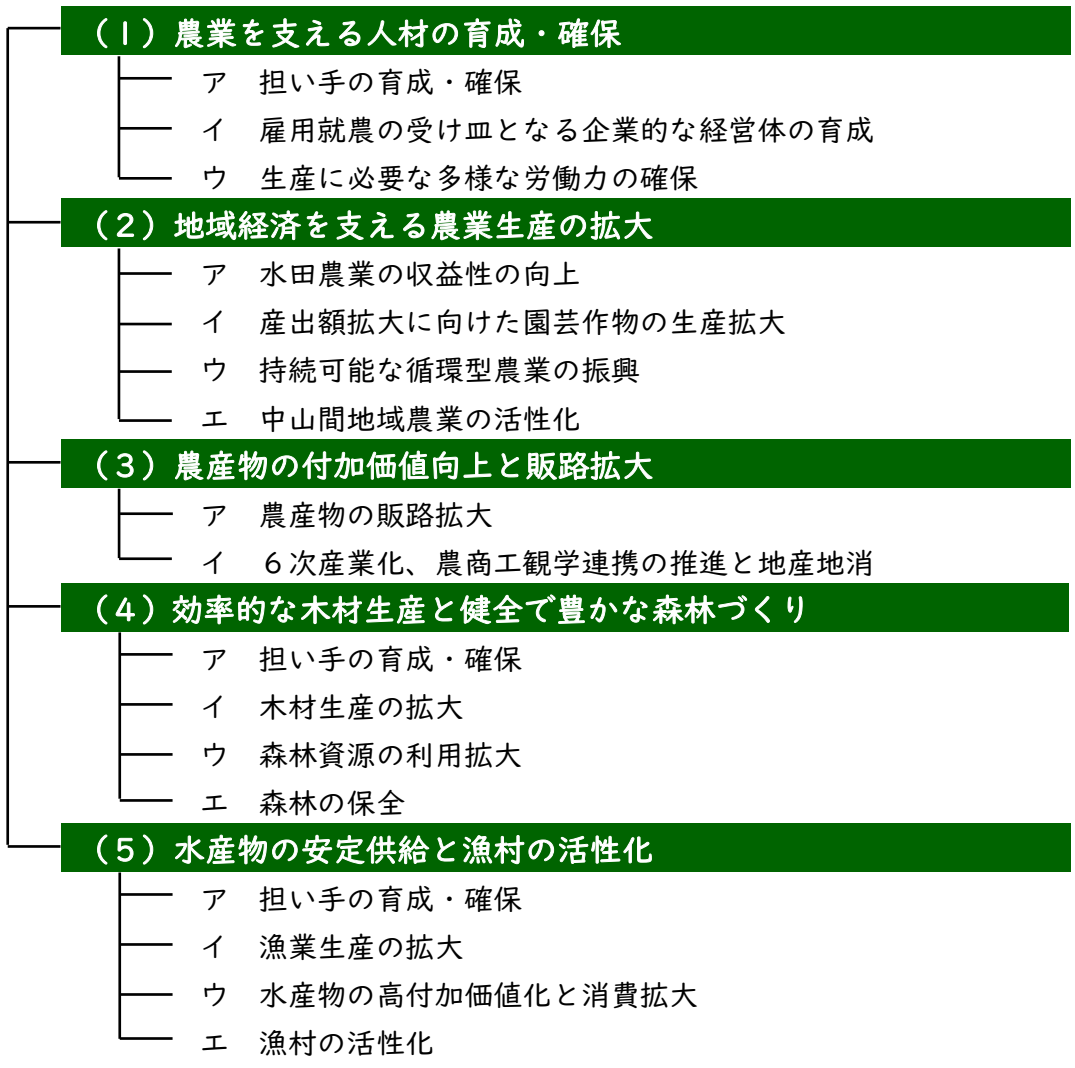 （1）農業を支える人材の育成・確保
ア　担い手の育成・確保
イ　雇用就農の受け皿となる企業的な経営体の育成
ウ　生産に必要な多様な労働力の確保
（2）地域経済を支える農業生産の拡大
ア　水田農業の収益性の向上
イ　産出額拡大に向けた園芸作物の生産拡大
ウ　持続可能な循環型農業の振興
エ　中山間地域農業の活性化
（3）農産物の付加価値向上と販路拡大
ア　農産物の販路拡大
イ　６次産業化、農商工観学連携の推進と地産地消
（4）効率的な木材生産と健全で豊かな森林づくり
ア　担い手の育成・確保
イ　木材生産の拡大
ウ　森林資源の利用拡大
エ　森林の保全
（5）水産物の安定供給と漁村の活性化
ア　担い手の育成・確保
イ　漁業生産の拡大
ウ　水産物の高付加価値化と消費拡大
エ　漁村の活性化